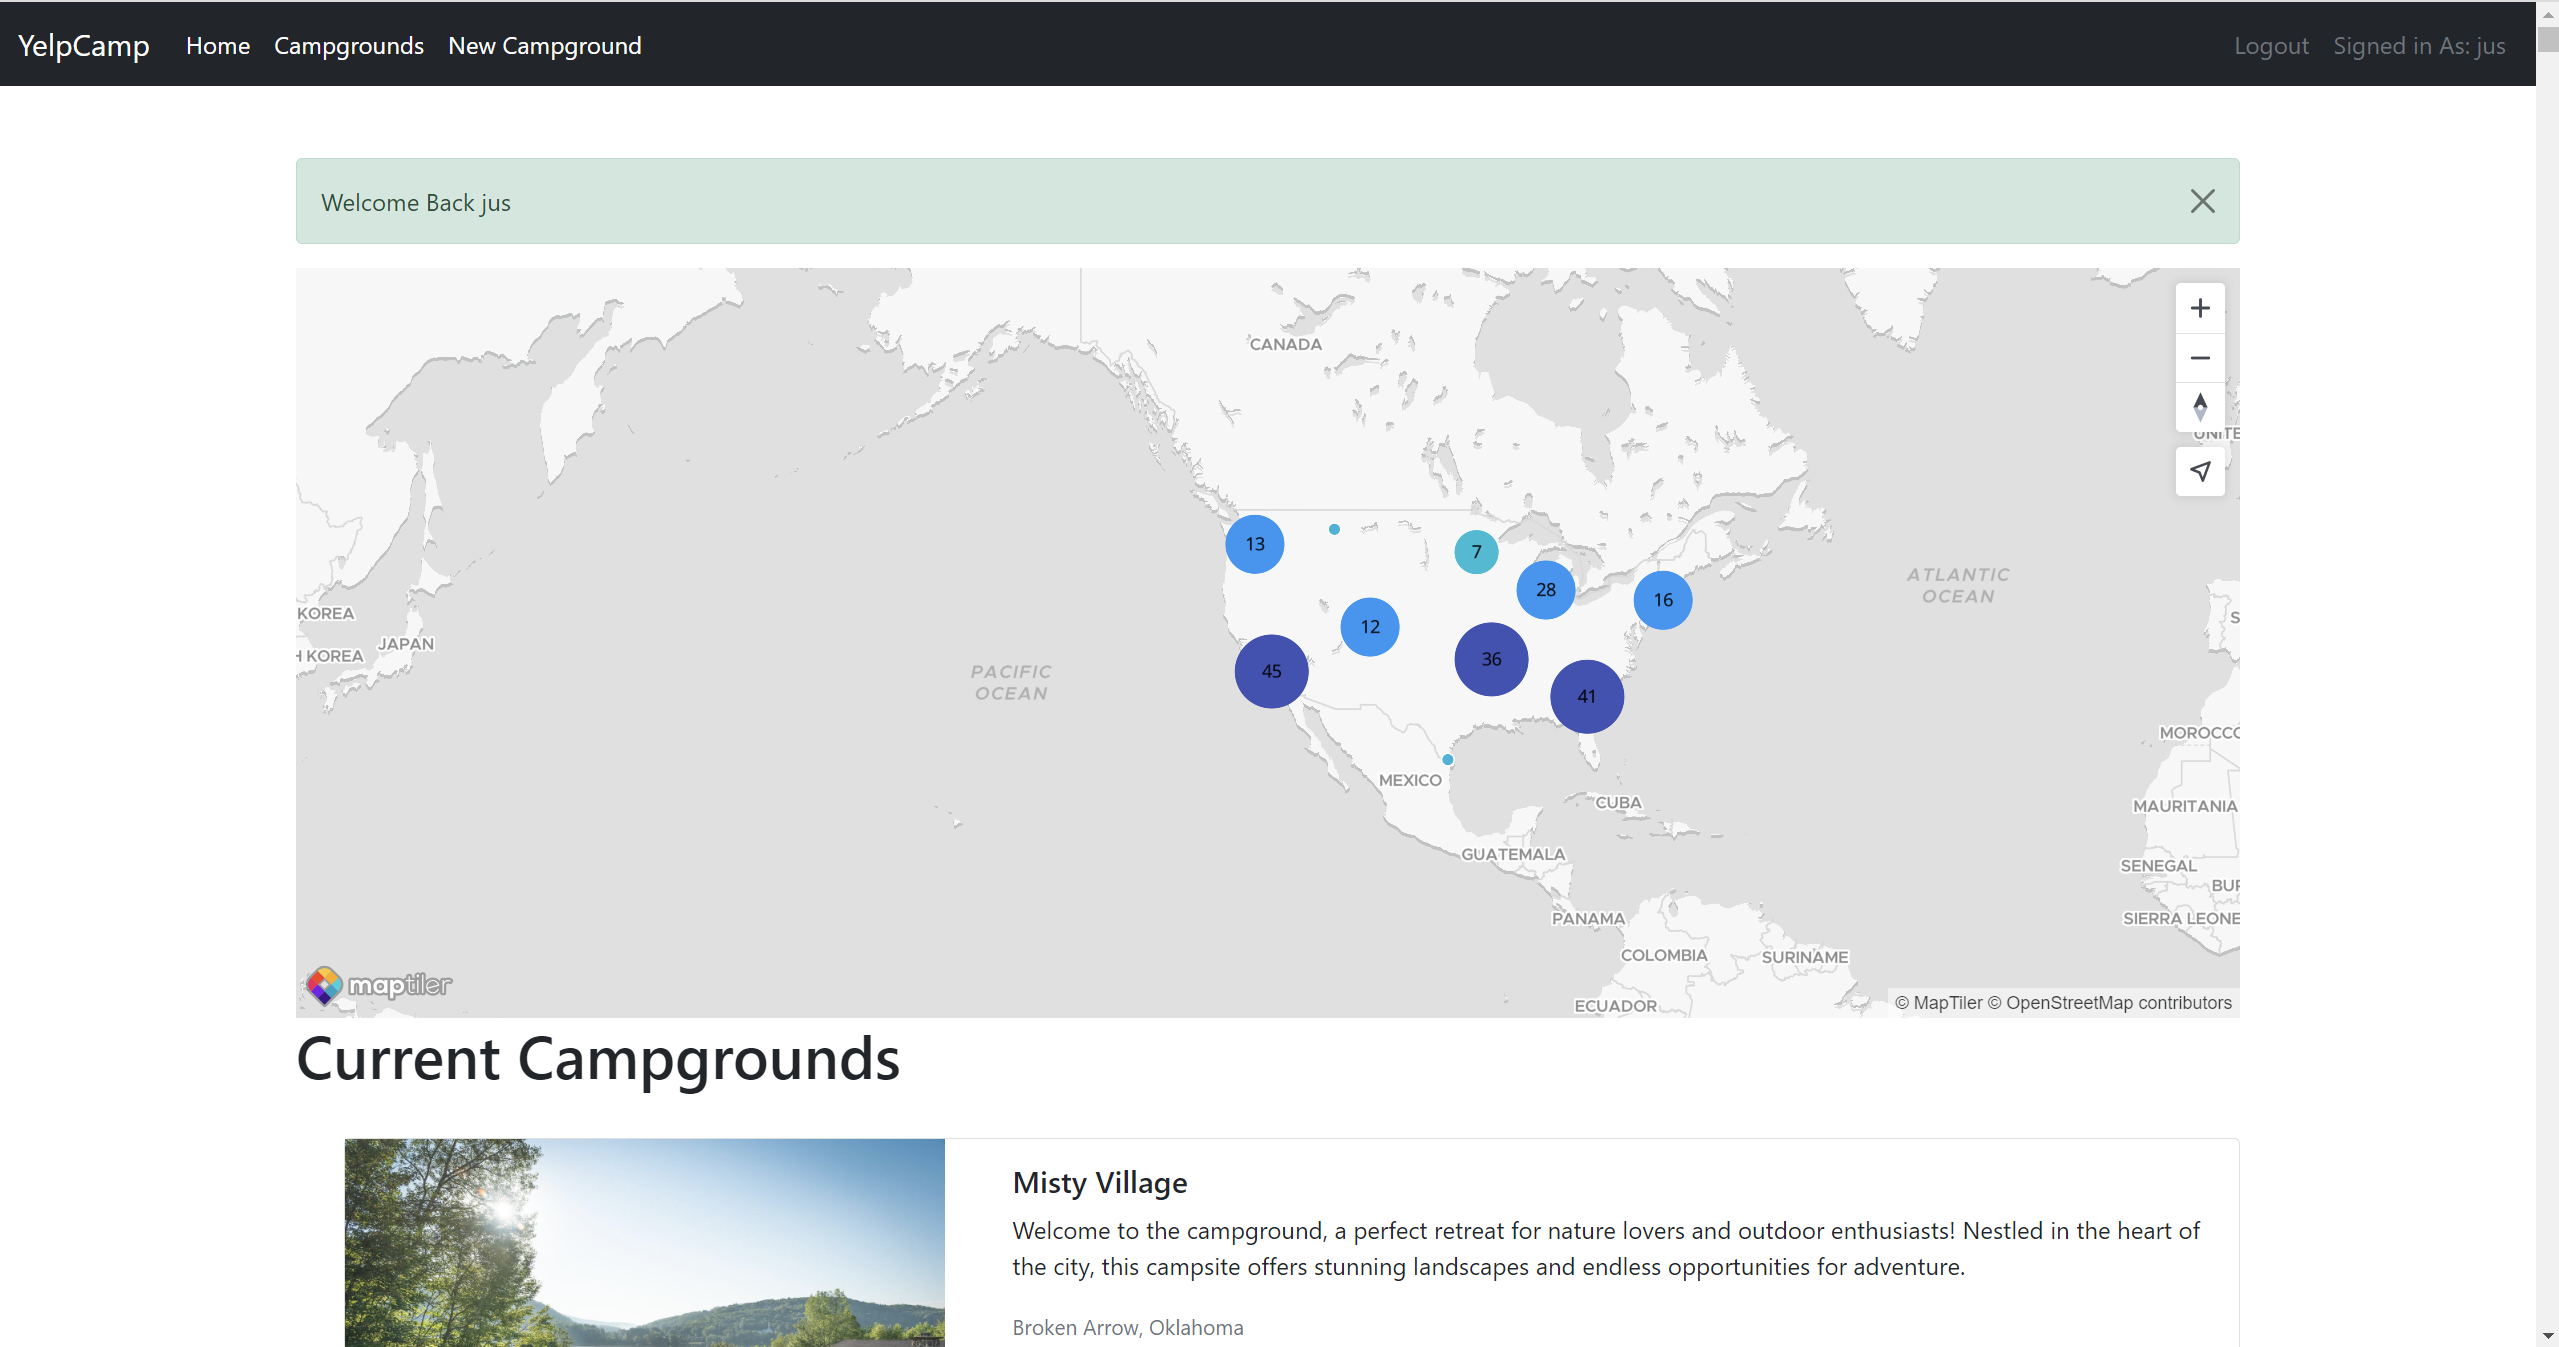 YelpCamp Home Campgrounds New Campground Logout Signed in As: jus
Welcome Back jus
CANADA
UNITE
13
7
28
16
12
45
36
41
ATLANTIC
OCEAN
PACIFIC
OCEAN
KOREA
JAPAN
H KOREA
S
MOROCCO
MEXICO
CUBA
MAURITANIA
GUATEMALA
SENEGAL
BUR
PANAMA
SIERRA LEONE
COLOMBIA
SURINAME
ECUADOR
maptiler
© MapTiler © OpenStreetMap contributors
Current Campgrounds
Misty Village
Welcome to the campground, a perfect retreat for nature lovers and outdoor enthusiasts! Nestled in the heart of
the city, this campsite offers stunning landscapes and endless opportunities for adventure.
Broken Arrow, Oklahoma